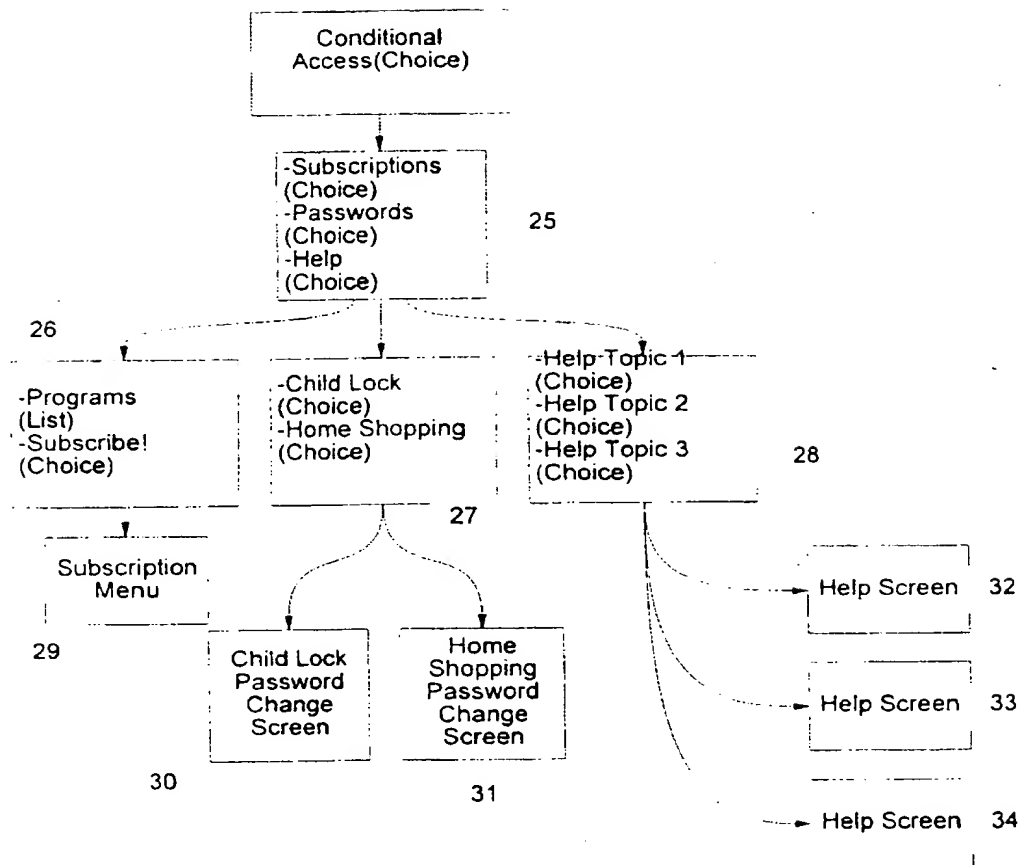 Conditional
Access(Choice)
-Subscriptions
(Choice)
-Passwords
(Choice)
-Help
(Choice)
25
26
-Programs
(List)
-Subscribe!
(Choice)
-Child Lock
(Choice)
-Home Shopping
(Choice)
27
-Help Topic 1
(Choice)
-Help Topic 2
(Choice)
-Help Topic 3
(Choice)
28
Subscription
Menu
29
Child Lock
Password
Change
Screen
30
Home
Shopping
Password
Change
Screen
31
Help Screen
32
Help Screen
33
Help Screen
34